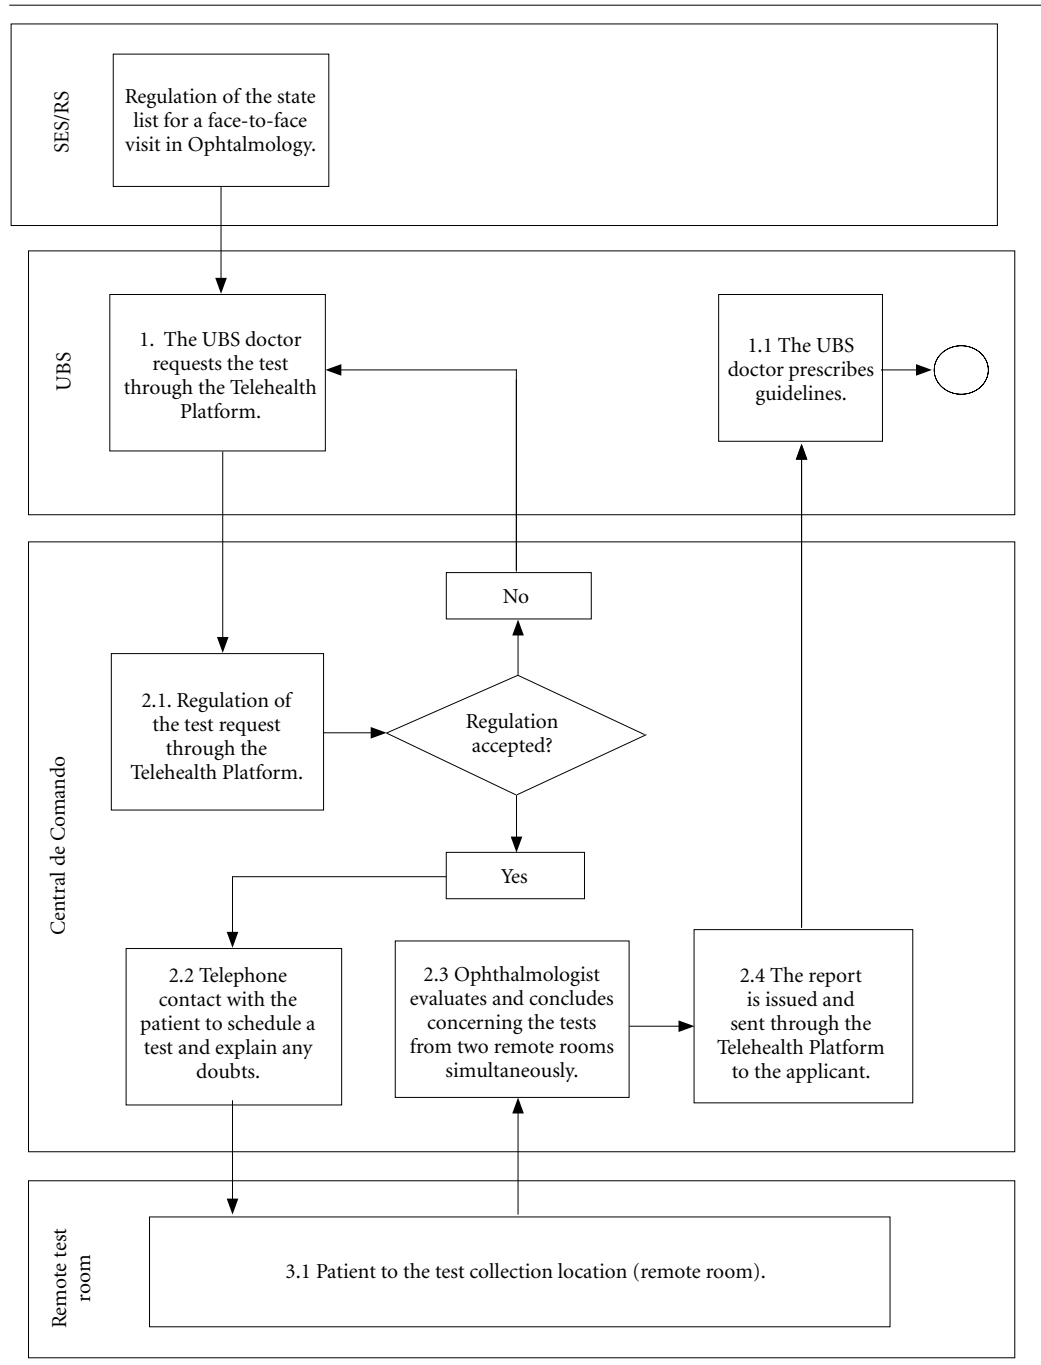 SES/RS
Regulation of the state
list for a face-to-face
visit in Ophtalmology.
UBS
1. The UBS doctor
requests the test
through the Telehealth
Platform.
1.1 The UBS
doctor prescribes
guidelines.
Central de Comando
No
2.1. Regulation of
the test request
through the
Telehealth Platform.
Regulation
accepted?
Yes
2.2 Telephone
contact with the
patient to schedule a
test and explain any
doubts.
2.3 Ophthalmologist
evaluates and concludes
concerning the tests
from two remote rooms
simultaneously.
2.4 The report
is issued and
sent through the
Telehealth Platform
to the applicant.
Remote test
room
3.1 Patient to the test collection location (remote room).